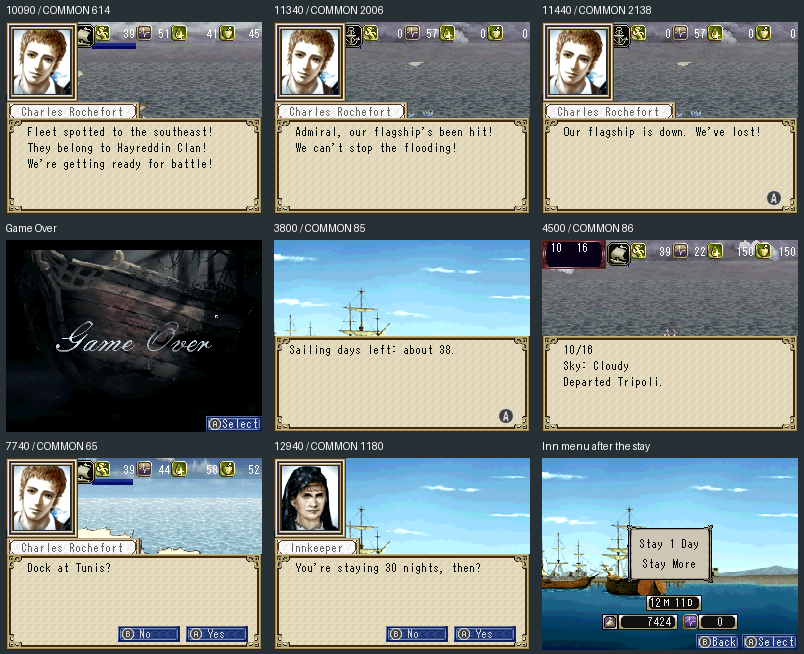 10090 / COMMON 614
39 51 41 45
Charles Rochefort
Fleet spotted to the southeast!
They belong to Hayreddin Clan!
We're getting ready for battle!
11340 / COMMON 2006
0 57 0 0
Charles Rochefort
Admiral, our flagship's been hit!
We can't stop the flooding!
11440 / COMMON 2138
0 57 0 0
Charles Rochefort
Our flagship is down. We've lost!
A
Game Over
Game Over
A Select
3800 / COMMON 85
Sailing days left: about 38.
A
4500 / COMMON 86
10 16 39 22 150 150
10/16
Sky: Cloudy
Departed Tripoli.
7740 / COMMON 65
39 44 58 52
Charles Rochefort
Dock at Tunis?
B No A Yes
12940 / COMMON 1180
Innkeeper
You're staying 30 nights, then?
B No A Yes
Inn menu after the stay
Stay 1 Day
Stay More
12M 11D
7424 0
B Back A Select